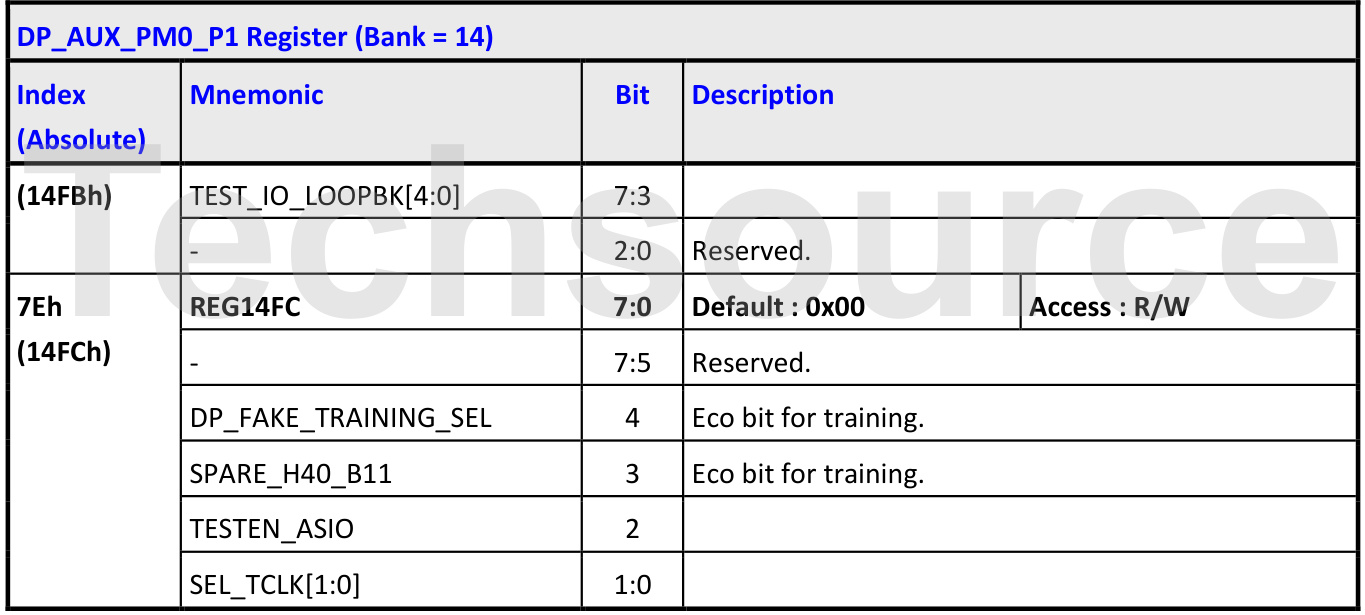 DP_AUX_PM0_P1 Register (Bank = 14)
Index (Absolute) Mnemonic Bit Description
(14FBh) TEST_IO_LOOPBK[4:0] 7:3
- 2:0 Reserved.
7Eh (14FCh) REG14FC 7:0 Default : 0x00 Access : R/W
- 7:5 Reserved.
DP_FAKE_TRAINING_SEL 4 Eco bit for training.
SPARE_H40_B11 3 Eco bit for training.
TESTEN_ASIO 2
SEL_TCLK[1:0] 1:0
Techsource